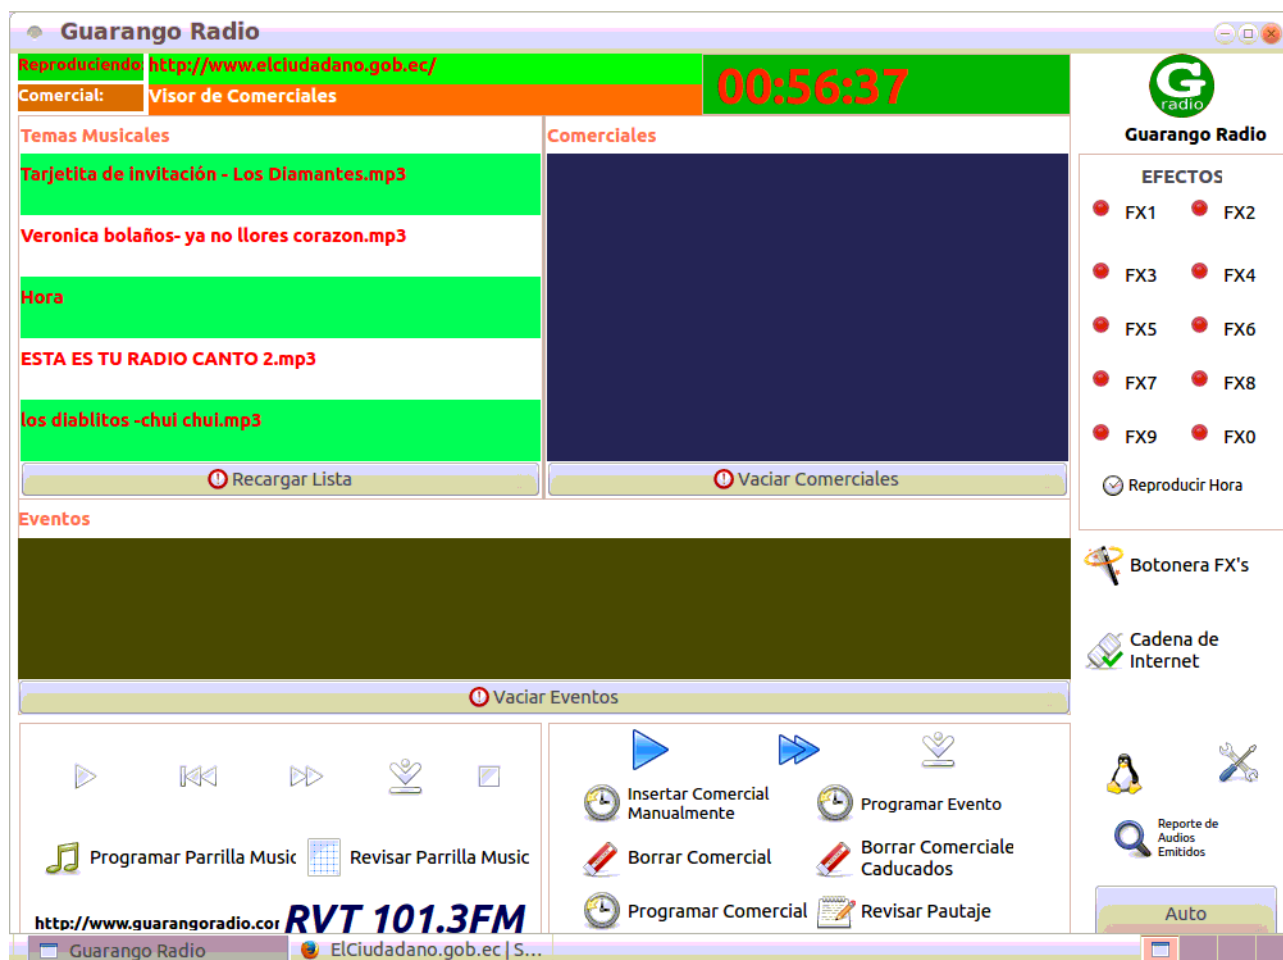 Guarango Radio
Reproduciendo: http://www.elciudadano.gob.ec/
Comercial: Visor de Comerciales
00:56:37
G
radio
Guarango Radio
Temas Musicales
Tarjetita de invitación - Los Diamantes.mp3
Veronica bolaños- ya no llores corazon.mp3
Hora
ESTA ES TU RADIO CANTO 2.mp3
los diablitos -chui chui.mp3
Recargar Lista
Comerciales
Vaciar Comerciales
EFECTOS
FX1 FX2
FX3 FX4
FX5 FX6
FX7 FX8
FX9 FX0
Reproducir Hora
Eventos
Vaciar Eventos
Botonera FX's
Cadena de
Internet
Programar Parrilla Music
Revisar Parrilla Music
http://www.guarangoradio.cor
RVT 101.3FM
Insertar Comercial
Manualmente
Programar Evento
Borrar Comercial
Borrar Comerciale
Caducados
Programar Comercial
Revisar Pautaje
Reporte de
Audios
Emitidos
Auto
Guarango Radio
ElCiudadano.gob.ec | S...